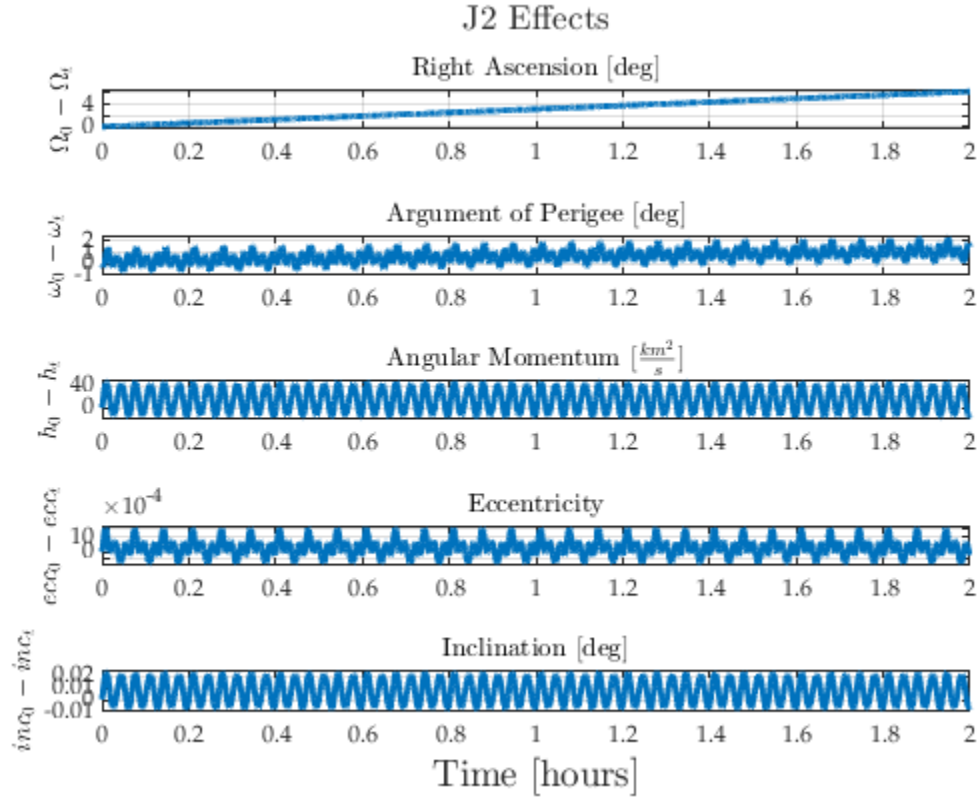 J2 Effects
Right Ascension [deg]
Ω₀ − Ωₜ
4
0
0 0.2 0.4 0.6 0.8 1 1.2 1.4 1.6 1.8 2
Argument of Perigee [deg]
ω₀ − ωₜ
2
1
0
-1
0 0.2 0.4 0.6 0.8 1 1.2 1.4 1.6 1.8 2
Angular Momentum [km²/s]
h₀ − hₜ
40
0
0 0.2 0.4 0.6 0.8 1 1.2 1.4 1.6 1.8 2
×10⁻⁴
Eccentricity
ecc₀ − eccₜ
10
0
0 0.2 0.4 0.6 0.8 1 1.2 1.4 1.6 1.8 2
Inclination [deg]
inc₀ − incₜ
0.02
0.01
0
-0.01
0 0.2 0.4 0.6 0.8 1 1.2 1.4 1.6 1.8 2
Time [hours]